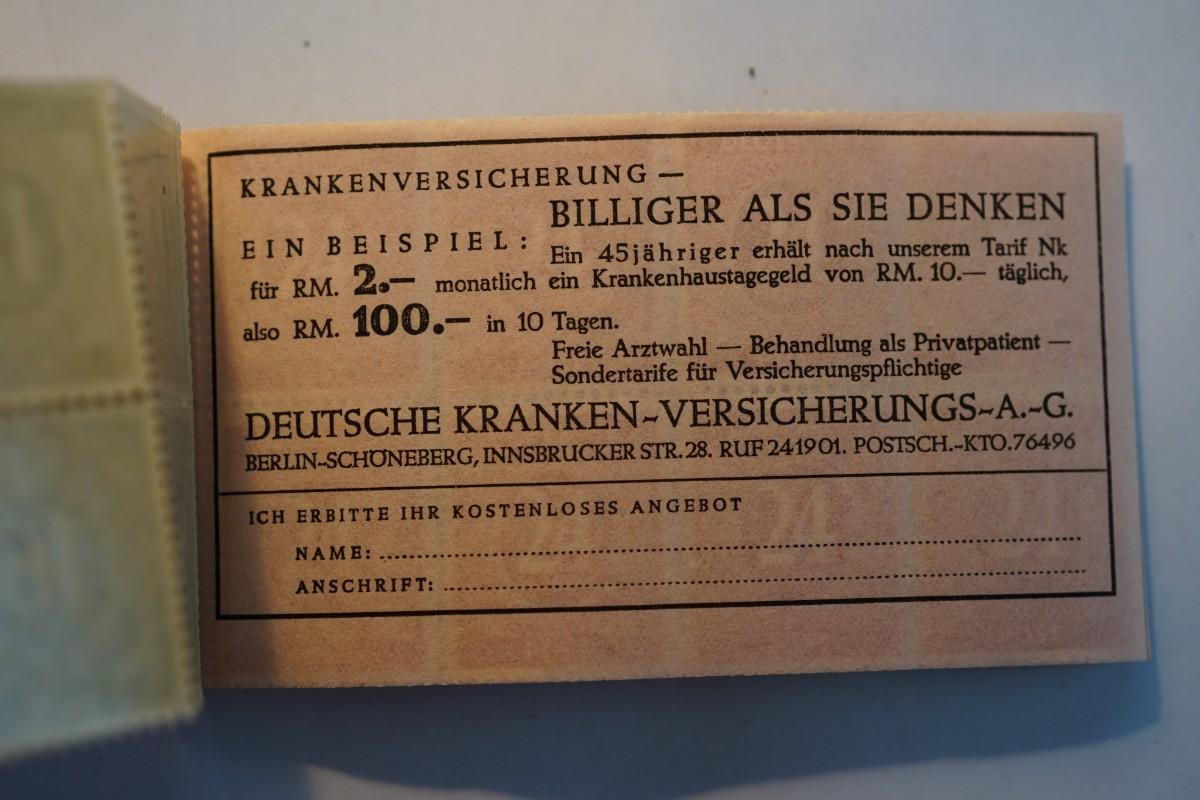 KRANKENVERSICHERUNG —
BILLIGER ALS SIE DENKEN
EIN BEISPIEL: Ein 45jähriger erhält nach unserem Tarif Nk
für RM. 2.— monatlich ein Krankenhaustagegeld von RM. 10.— täglich,
also RM. 100.— in 10 Tagen.
Freie Arztwahl — Behandlung als Privatpatient —
Sondertarife für Versicherungspflichtige
DEUTSCHE KRANKEN-VERSICHERUNGS-A.-G.
BERLIN-SCHÖNEBERG, INNSBRUCKER STR. 28. RUF 241901. POSTSCH.-KTO. 76496
ICH ERBITTE IHR KOSTENLOSES ANGEBOT
NAME:
ANSCHRIFT: